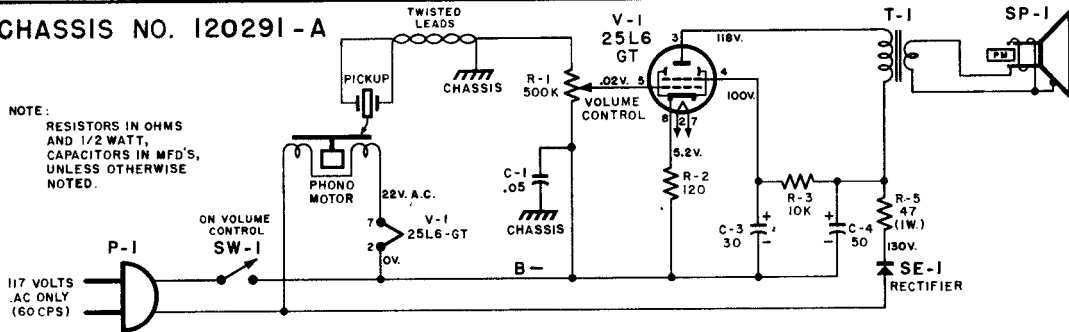 CHASSIS NO. 120291-A
NOTE:
RESISTORS IN OHMS
AND 1/2 WATT,
CAPACITORS IN MFD'S,
UNLESS OTHERWISE
NOTED.
TWISTED
LEADS
PICKUP
CHASSIS
PHONO
MOTOR
22V. A.C.
7
V-1
25L6-GT
2
0V.
ON VOLUME
CONTROL
SW-1
P-1
117 VOLTS
AC ONLY
(60 CPS)
R-1
500K
.02V.
5
VOLUME
CONTROL
C-1
.05
CHASSIS
B-
V-1
25L6
GT
3
118V.
4
100V.
8
2
7
5.2V.
R-2
120
R-3
10K
C-3
30
+
-
C-4
50
+
-
R-5
47
(1W.)
130V.
SE-1
RECTIFIER
T-1
SP-1
PM